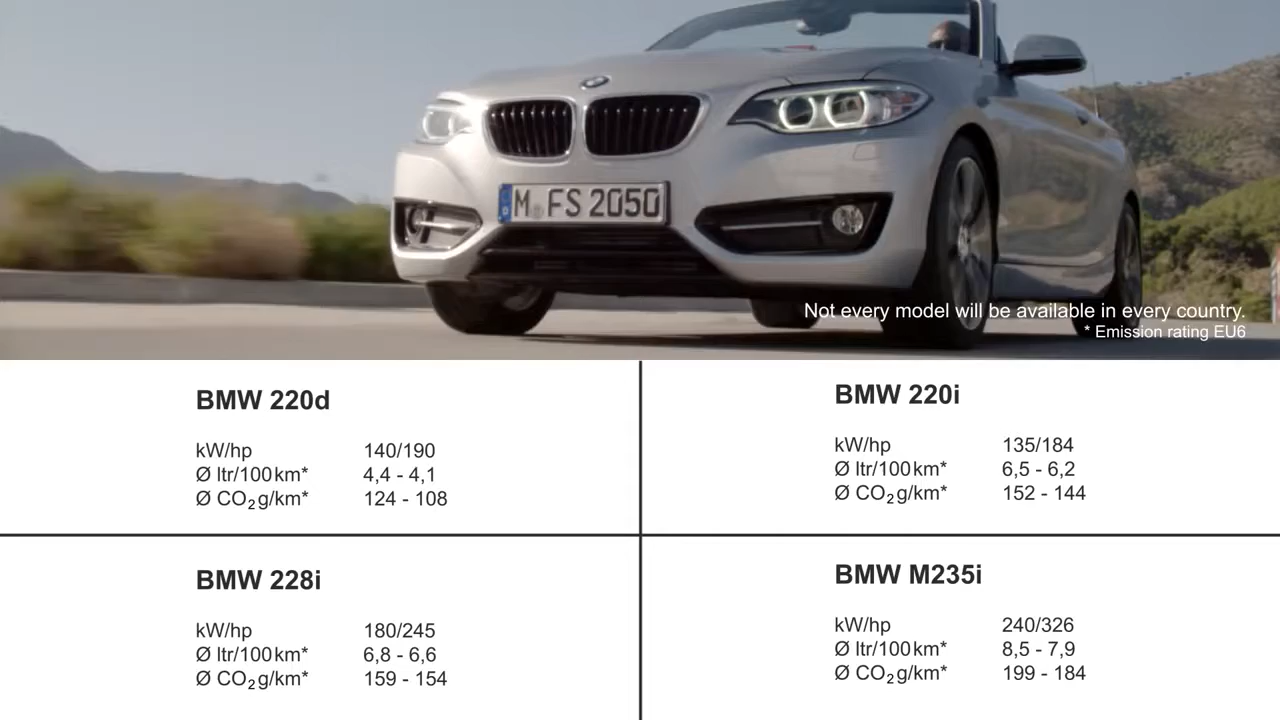 M FS 2050
Not every model will be available in every country.
* Emission rating EU6
BMW 220d
kW/hp 140/190
Ø ltr/100km* 4,4 - 4,1
Ø CO₂g/km* 124 - 108
BMW 220i
kW/hp 135/184
Ø ltr/100km* 6,5 - 6,2
Ø CO₂g/km* 152 - 144
BMW 228i
kW/hp 180/245
Ø ltr/100km* 6,8 - 6,6
Ø CO₂g/km* 159 - 154
BMW M235i
kW/hp 240/326
Ø ltr/100km* 8,5 - 7,9
Ø CO₂g/km* 199 - 184